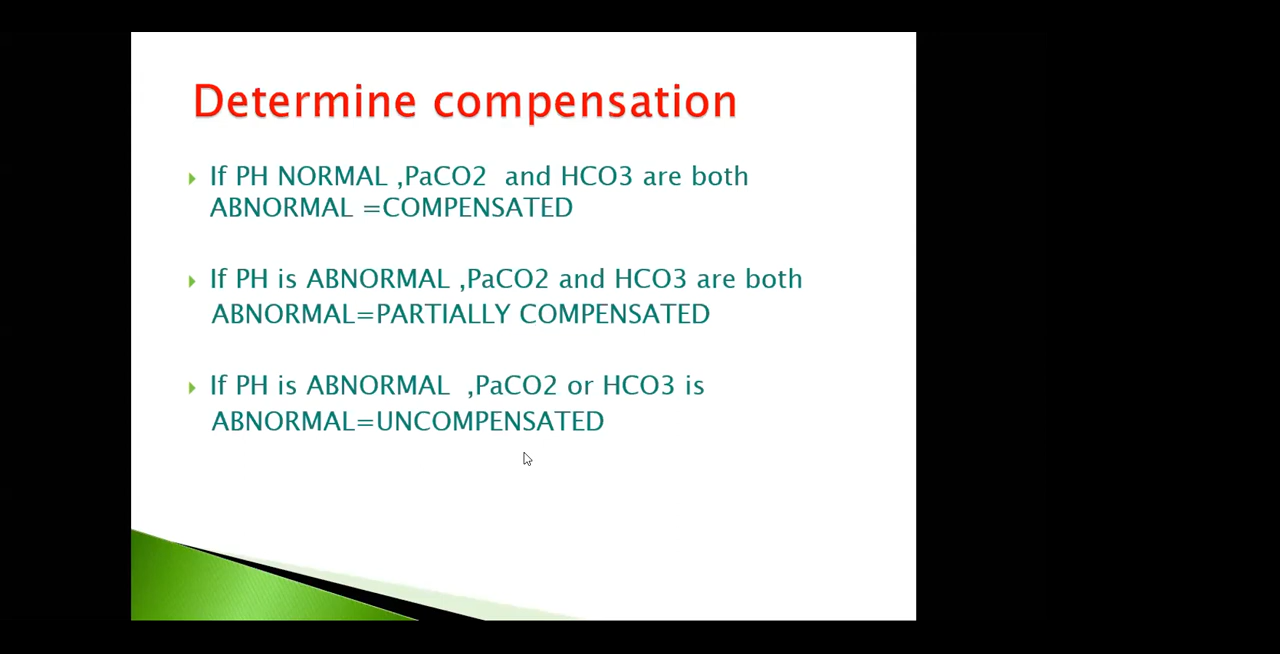 Determine compensation
If PH NORMAL ,PaCO2 and HCO3 are both
ABNORMAL =COMPENSATED
If PH is ABNORMAL ,PaCO2 and HCO3 are both
ABNORMAL=PARTIALLY COMPENSATED
If PH is ABNORMAL ,PaCO2 or HCO3 is
ABNORMAL=UNCOMPENSATED